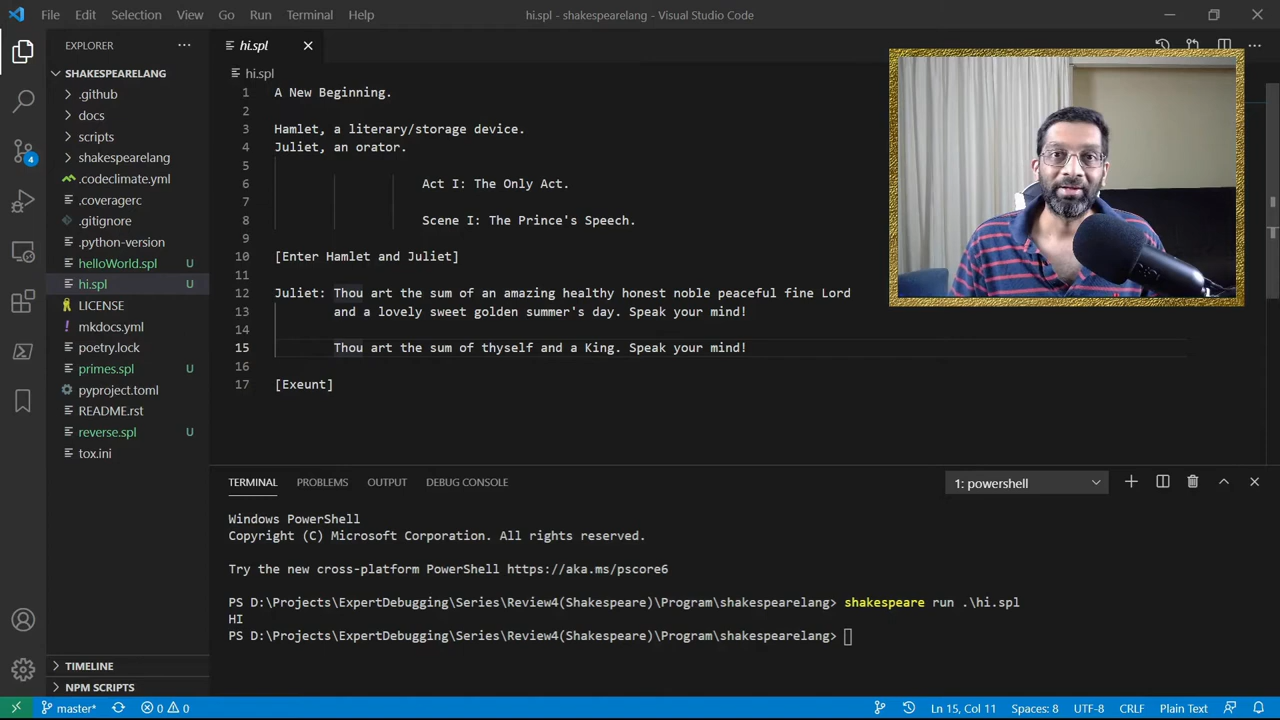 File Edit Selection View Go Run Terminal Help
hi.spl - shakespearelang - Visual Studio Code
EXPLORER
SHAKESPEARELANG
.github
docs
scripts
shakespearelang
.codeclimate.yml
.coveragerc
.gitignore
.python-version
helloWorld.spl U
hi.spl U
LICENSE
mkdocs.yml
poetry.lock
primes.spl U
pyproject.toml
README.rst
reverse.spl U
tox.ini
TIMELINE
NPM SCRIPTS
4
hi.spl
hi.spl
1 A New Beginning.
2
3 Hamlet, a literary/storage device.
4 Juliet, an orator.
5
6 Act I: The Only Act.
7
8 Scene I: The Prince's Speech.
9
10 [Enter Hamlet and Juliet]
11
12 Juliet: Thou art the sum of an amazing healthy honest noble peaceful fine Lord
13 and a lovely sweet golden summer's day. Speak your mind!
14
15 Thou art the sum of thyself and a King. Speak your mind!
16
17 [Exeunt]
TERMINAL PROBLEMS OUTPUT DEBUG CONSOLE
1: powershell
Windows PowerShell
Copyright (C) Microsoft Corporation. All rights reserved.
Try the new cross-platform PowerShell https://aka.ms/pscore6
PS D:\Projects\ExpertDebugging\Series\Review4(Shakespeare)\Program\shakespearelang> shakespeare run .\hi.spl
HI
PS D:\Projects\ExpertDebugging\Series\Review4(Shakespeare)\Program\shakespearelang>
master* 0 0
Ln 15, Col 11 Spaces: 8 UTF-8 CRLF Plain Text